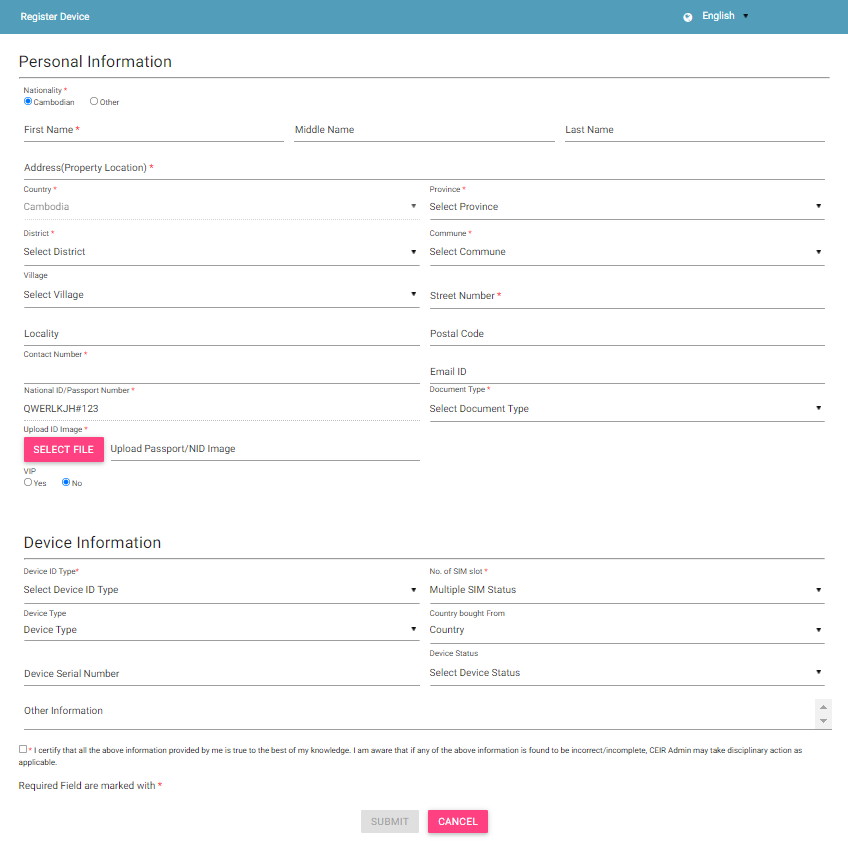 Register Device
English
Personal Information
Nationality *
Cambodian Other
First Name * Middle Name Last Name
Address(Property Location) *
Country * Province *
Cambodia Select Province
District * Commune *
Select District Select Commune
Village
Select Village Street Number *
Locality Postal Code
Contact Number *
Email ID
National ID/Passport Number * Document Type *
QWERLKJH#123 Select Document Type
Upload ID Image *
SELECT FILE Upload Passport/NID Image
VIP
Yes No
Device Information
Device ID Type* No. of SIM slot *
Select Device ID Type Multiple SIM Status
Device Type Country bought From
Device Type Country
Device Status
Device Serial Number Select Device Status
Other Information
* I certify that all the above information provided by me is true to the best of my knowledge. I am aware that if any of the above information is found to be incorrect/incomplete, CEIR Admin may take disciplinary action as
applicable.
Required Field are marked with *
SUBMIT CANCEL